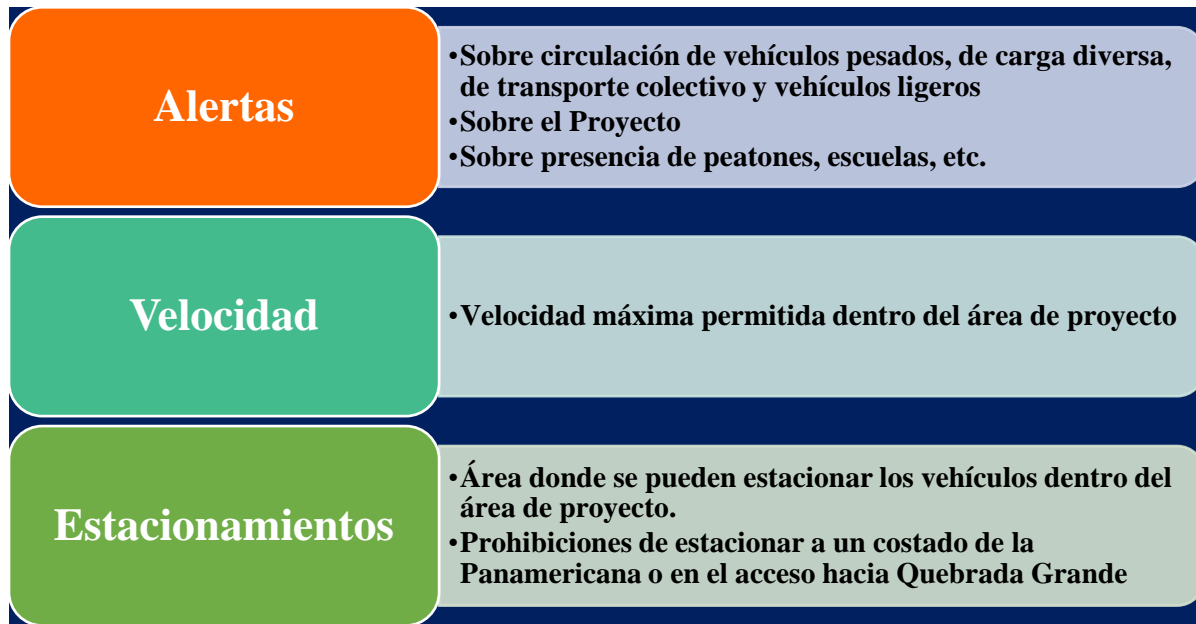 Alertas
•Sobre circulación de vehículos pesados, de carga diversa,
de transporte colectivo y vehículos ligeros
•Sobre el Proyecto
•Sobre presencia de peatones, escuelas, etc.
Velocidad
•Velocidad máxima permitida dentro del área de proyecto
Estacionamientos
•Área donde se pueden estacionar los vehículos dentro del
área de proyecto.
•Prohibiciones de estacionar a un costado de la
Panamericana o en el acceso hacia Quebrada Grande